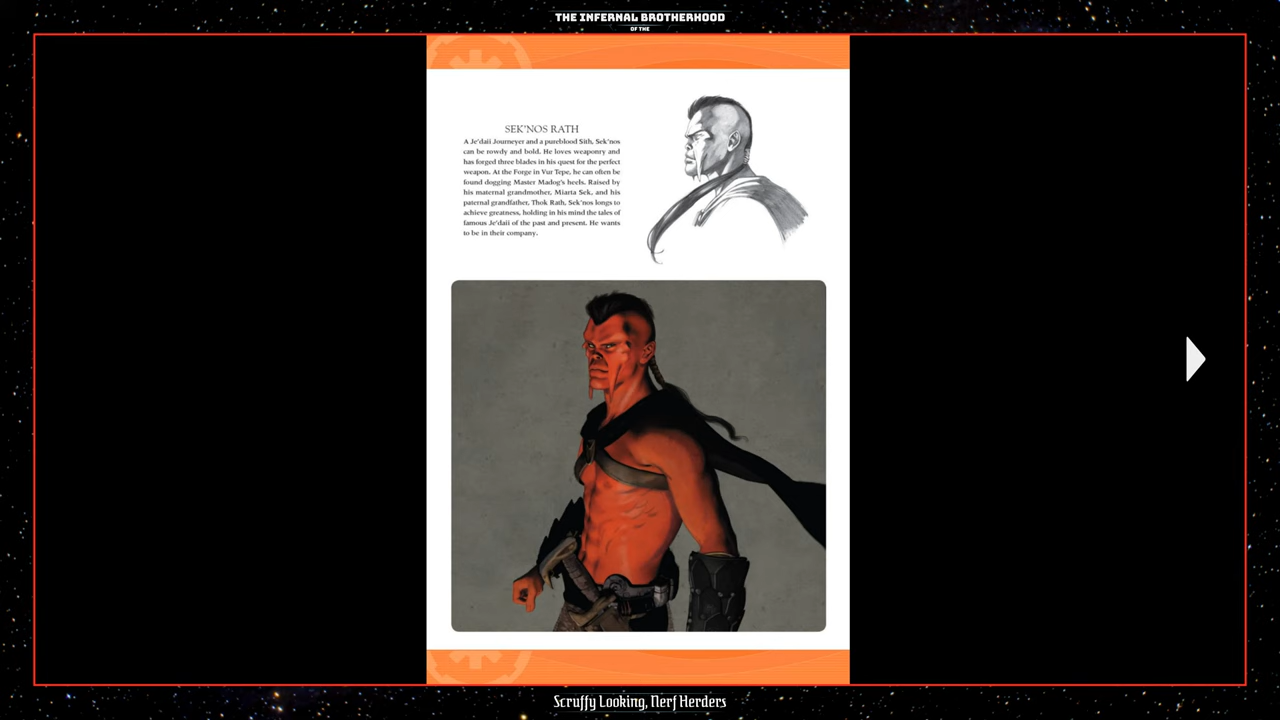 THE INFERNAL BROTHERHOOD
OF THE
SEK'NOS RATH
A Je'daii Journeyer and a pureblood Sith, Sek'nos
can be rowdy and bold. He loves weaponry and
has forged three blades in his quest for the perfect
weapon. At the Forge in Vur Tepe, he can often be
found dogging Master Madog's heels. Raised by
his maternal grandmother, Miarta Sek, and his
paternal grandfather, Thok Rath, Sek'nos longs to
achieve greatness, holding in his mind the tales of
famous Je'daii of the past and present. He wants
to be in their company.
Scruffy Looking, Nerf Herders